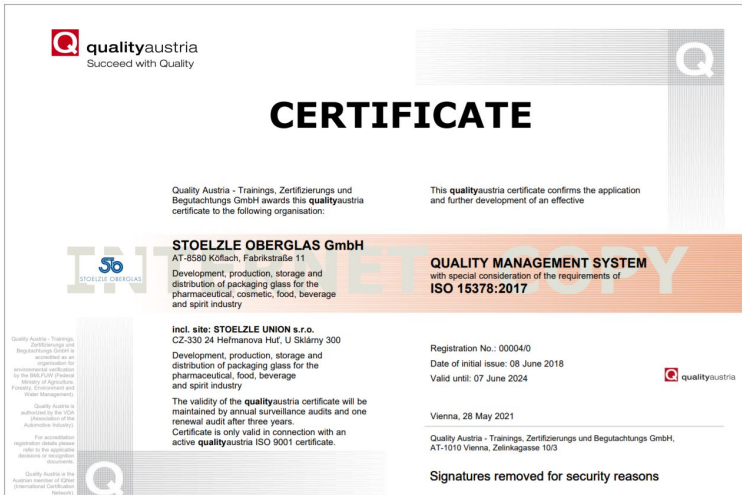 qualityaustria
Succeed with Quality
CERTIFICATE
Quality Austria - Trainings, Zertifizierungs und
Begutachtungs GmbH awards this qualityaustria
certificate to the following organisation:
This qualityaustria certificate confirms the application
and further development of an effective
INTERNET COPY
STOELZLE OBERGLAS
STOELZLE OBERGLAS GmbH
AT-8580 Köflach, Fabrikstraße 11
Development, production, storage and
distribution of packaging glass for the
pharmaceutical, cosmetic, food, beverage
and spirit industry
QUALITY MANAGEMENT SYSTEM
with special consideration of the requirements of
ISO 15378:2017
incl. site: STOELZLE UNION s.r.o.
CZ-330 24 Heřmanova Huť, U Sklárny 300
Development, production, storage and
distribution of packaging glass for the
pharmaceutical, food, beverage
and spirit industry
The validity of the qualityaustria certificate will be
maintained by annual surveillance audits and one
renewal audit after three years.
Certificate is only valid in connection with an
active qualityaustria ISO 9001 certificate.
Registration No.: 00004/0
Date of initial issue: 08 June 2018
Valid until: 07 June 2024
qualityaustria
Vienna, 28 May 2021
Quality Austria - Trainings, Zertifizierungs und Begutachtungs GmbH,
AT-1010 Vienna, Zelinkagasse 10/3
Signatures removed for security reasons
Quality Austria - Trainings,
Zertifizierungs und
Begutachtungs GmbH is
accredited as an
organisation for
environmental verification
by the BMLFUW (Federal
Ministry of Agriculture,
Forestry, Environment and
Water Management).
Quality Austria is
authorized by the VDA
(Association of the
Automotive Industry).
For accreditation
registration details please
refer to the applicable
decisions or recognition
documents.
Quality Austria is the
Austrian member of IQNet
(International Certification
Network).